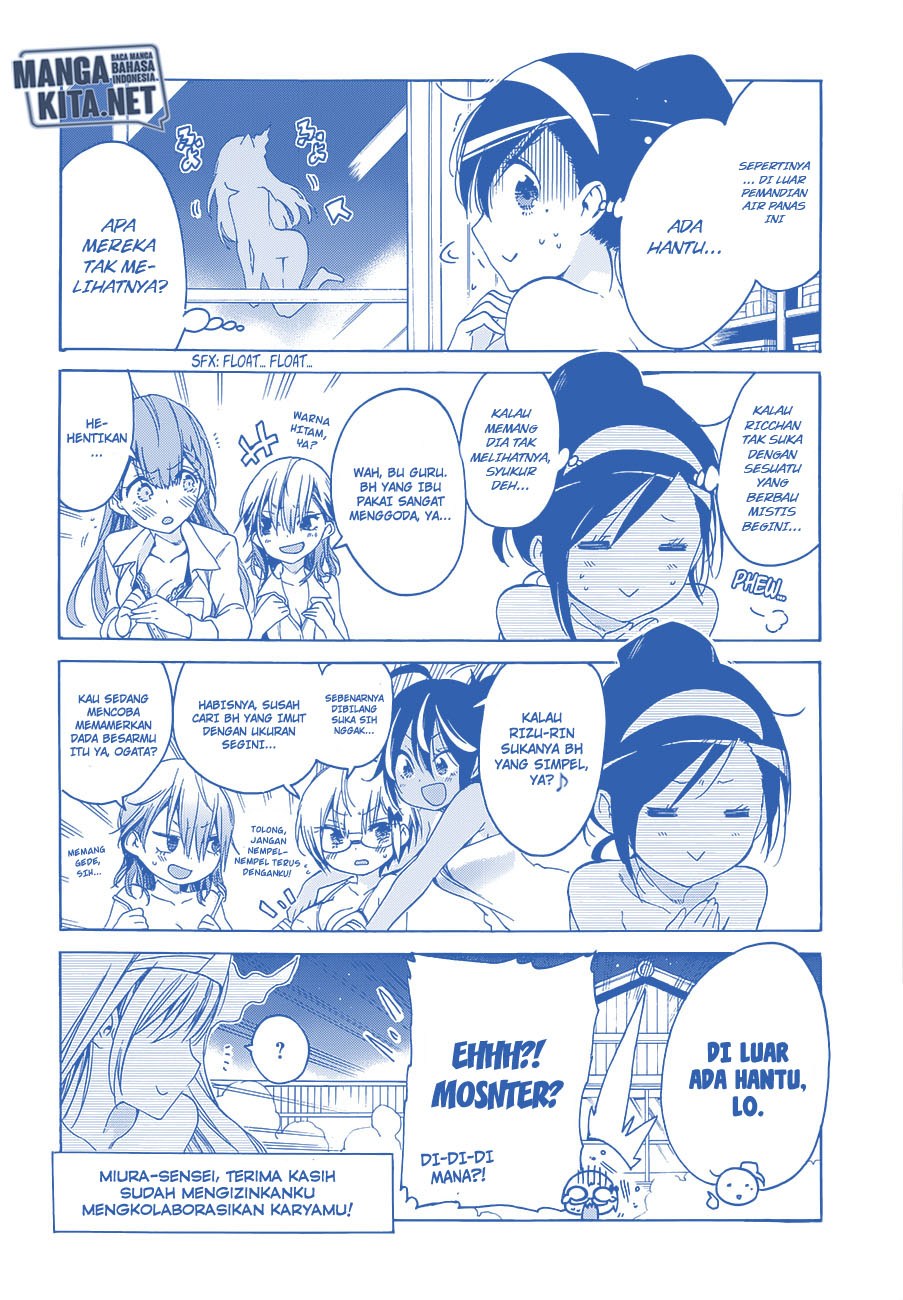 MANGA
KITA.NET
BACA MANGA
BAHASA
INDONESIA.
SEPERTINYA
... DI LUAR
PEMANDIAN
AIR PANAS
INI
ADA
HANTU...
APA
MEREKA
TAK ME-
LIHATNYA?
SFX: FLOAT... FLOAT...
KALAU
RICCHAN
TAK SUKA
DENGAN
SESUATU
YANG
BERBAU
MISTIS
BEGINI...
PHEW...
KALAU
MEMANG
DIA TAK
MELIHATNYA,
SYUKUR
DEH...
WAH, BU GURU.
BH YANG IBU
PAKAI SANGAT
MENGGODA, YA...
WARNA
HITAM,
YA?
HE-
HENTIKAN
...
KALAU
RIZU-RIN
SUKANYA BH
YANG SIMPEL,
YA?♪
SEBENARNYA
DIBILANG
SUKA SIH
NGGAK...
HABISNYA, SUSAH
CARI BH YANG IMUT
DENGAN UKURAN
SEGINI...
TOLONG,
JANGAN
NEMPEL-
NEMPEL TERUS
DENGANKU!
KAU SEDANG
MENCOBA
MEMAMERKAN
DADA BESARMU
ITU YA, OGATA?
MEMANG
GEDE,
SIH...
DI LUAR
ADA HANTU,
LO.
EHHH?!
MOSNTER?
DI-DI-DI
MANA?!
?
MIURA-SENSEI, TERIMA KASIH
SUDAH MENGIZINKANKU
MENGKOLABORASIKAN KARYAMU!